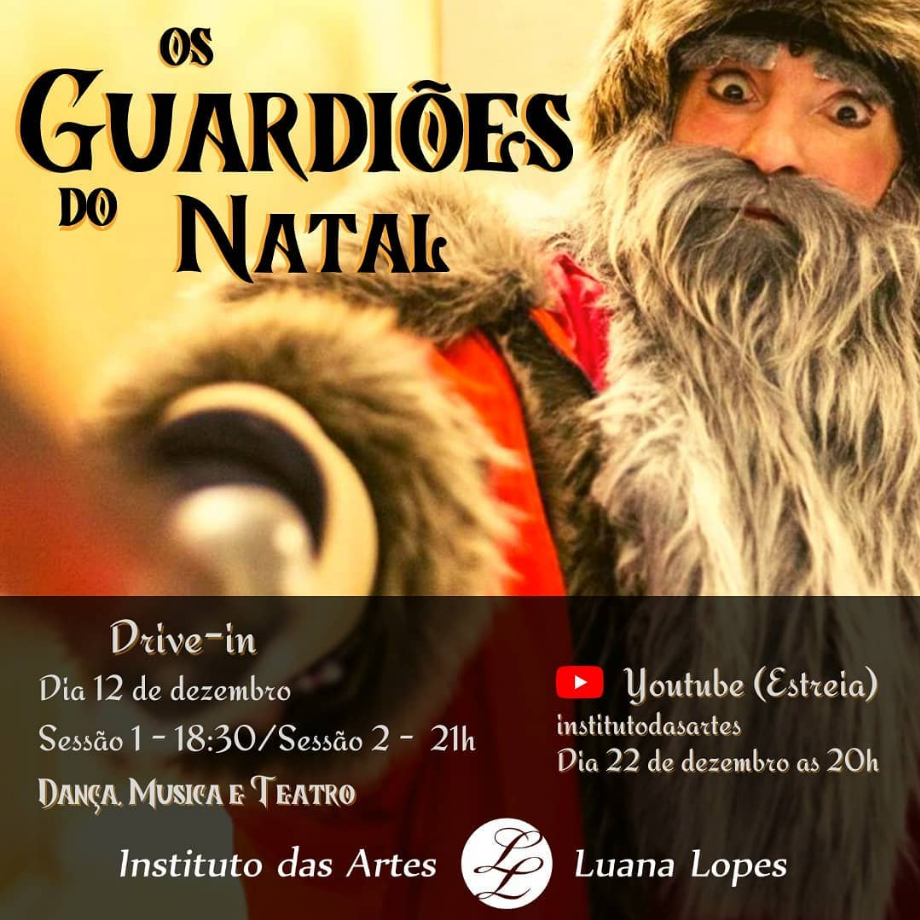 OS
GUARDIÕES
DO NATAL
Drive-in
Dia 12 de dezembro
Sessão 1 - 18:30/Sessão 2 - 21h
DANÇA, MUSICA E TEATRO
Youtube (Estreia)
institutodasartes
Dia 22 de dezembro as 20h
Instituto das Artes LL Luana Lopes